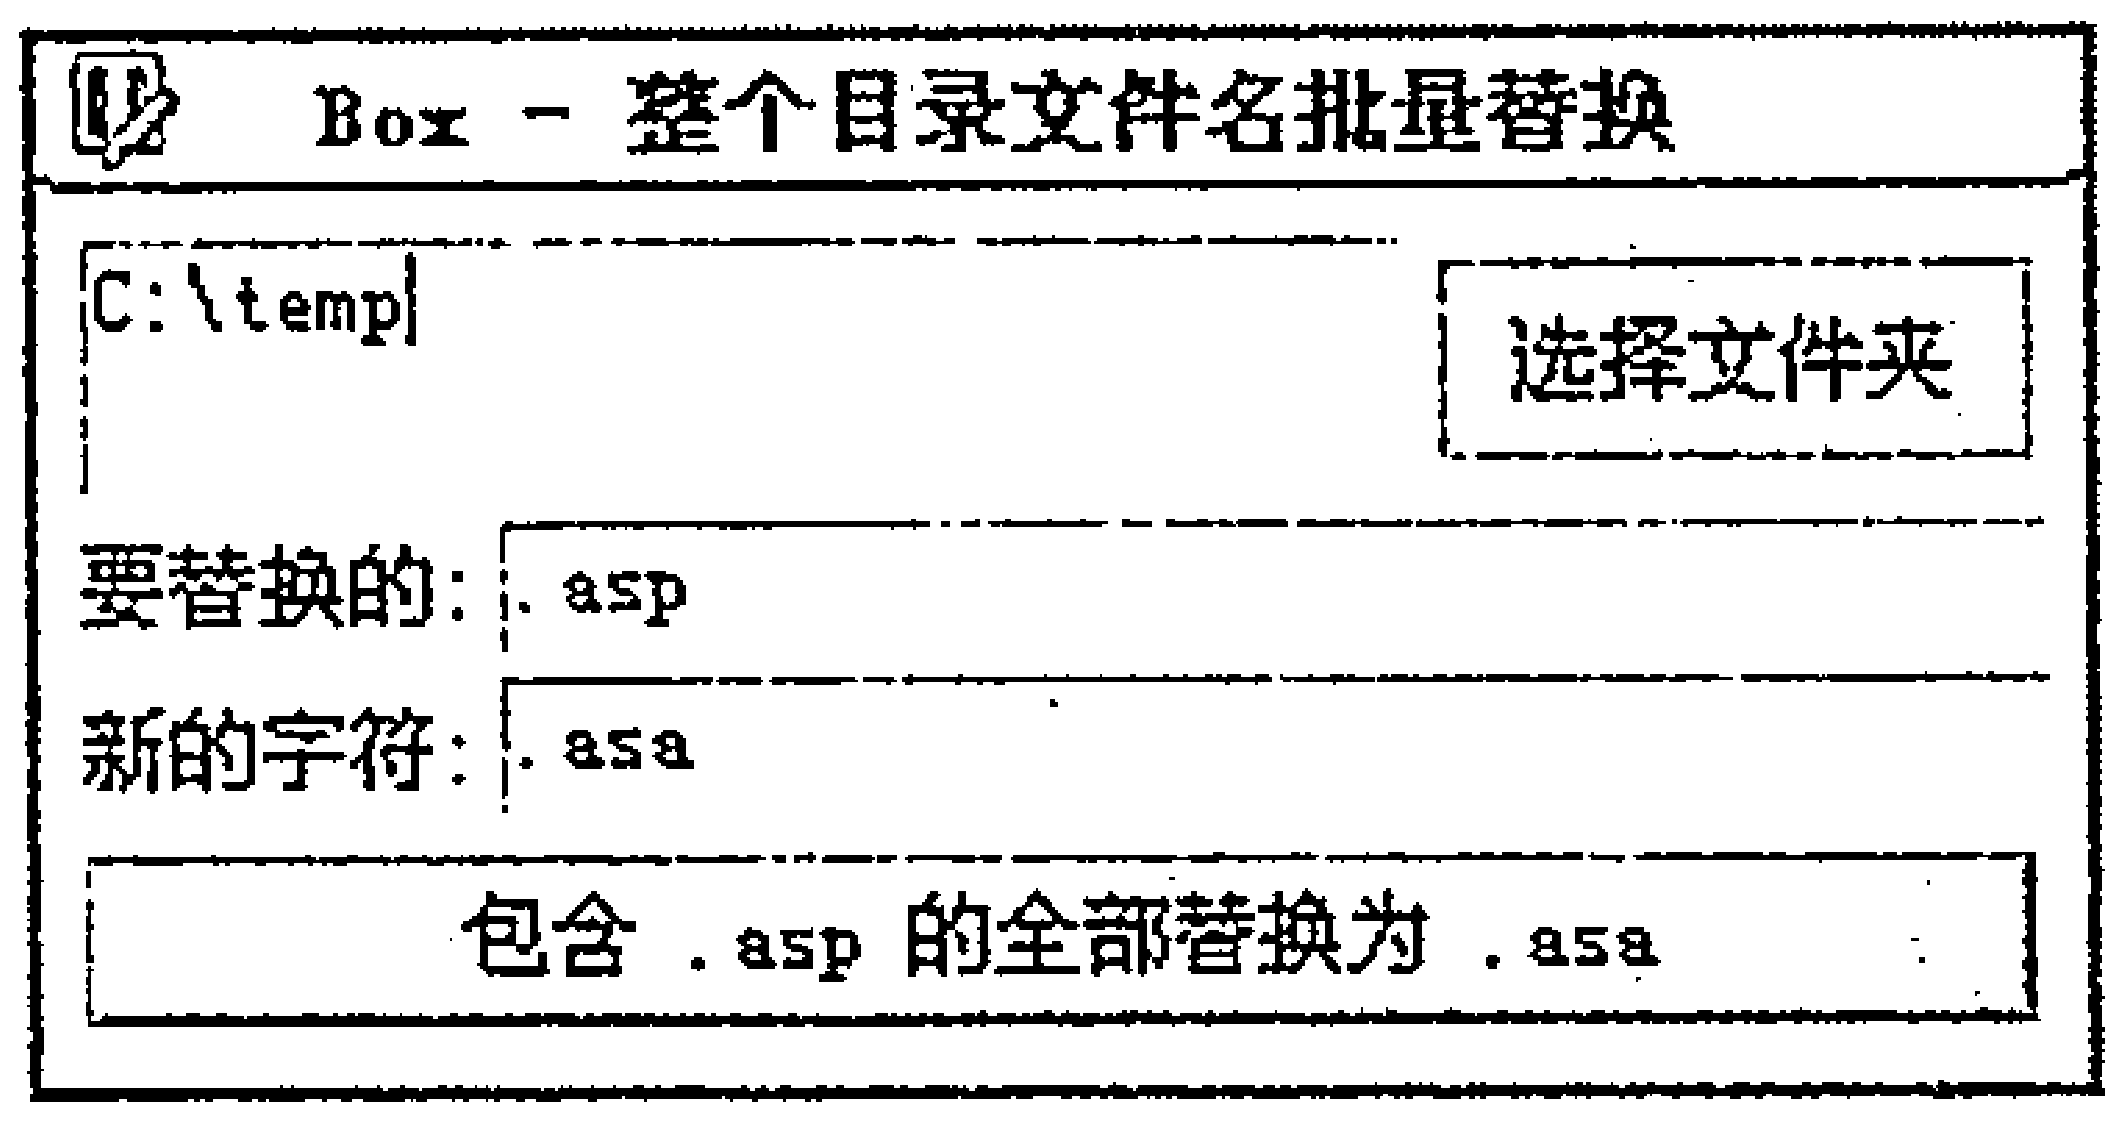 Box - 整个目录文件名批量替换
C:\temp
选择文件夹
要替换的: .asp
新的字符: .asa
包含 .asp 的全部替换为 .asa